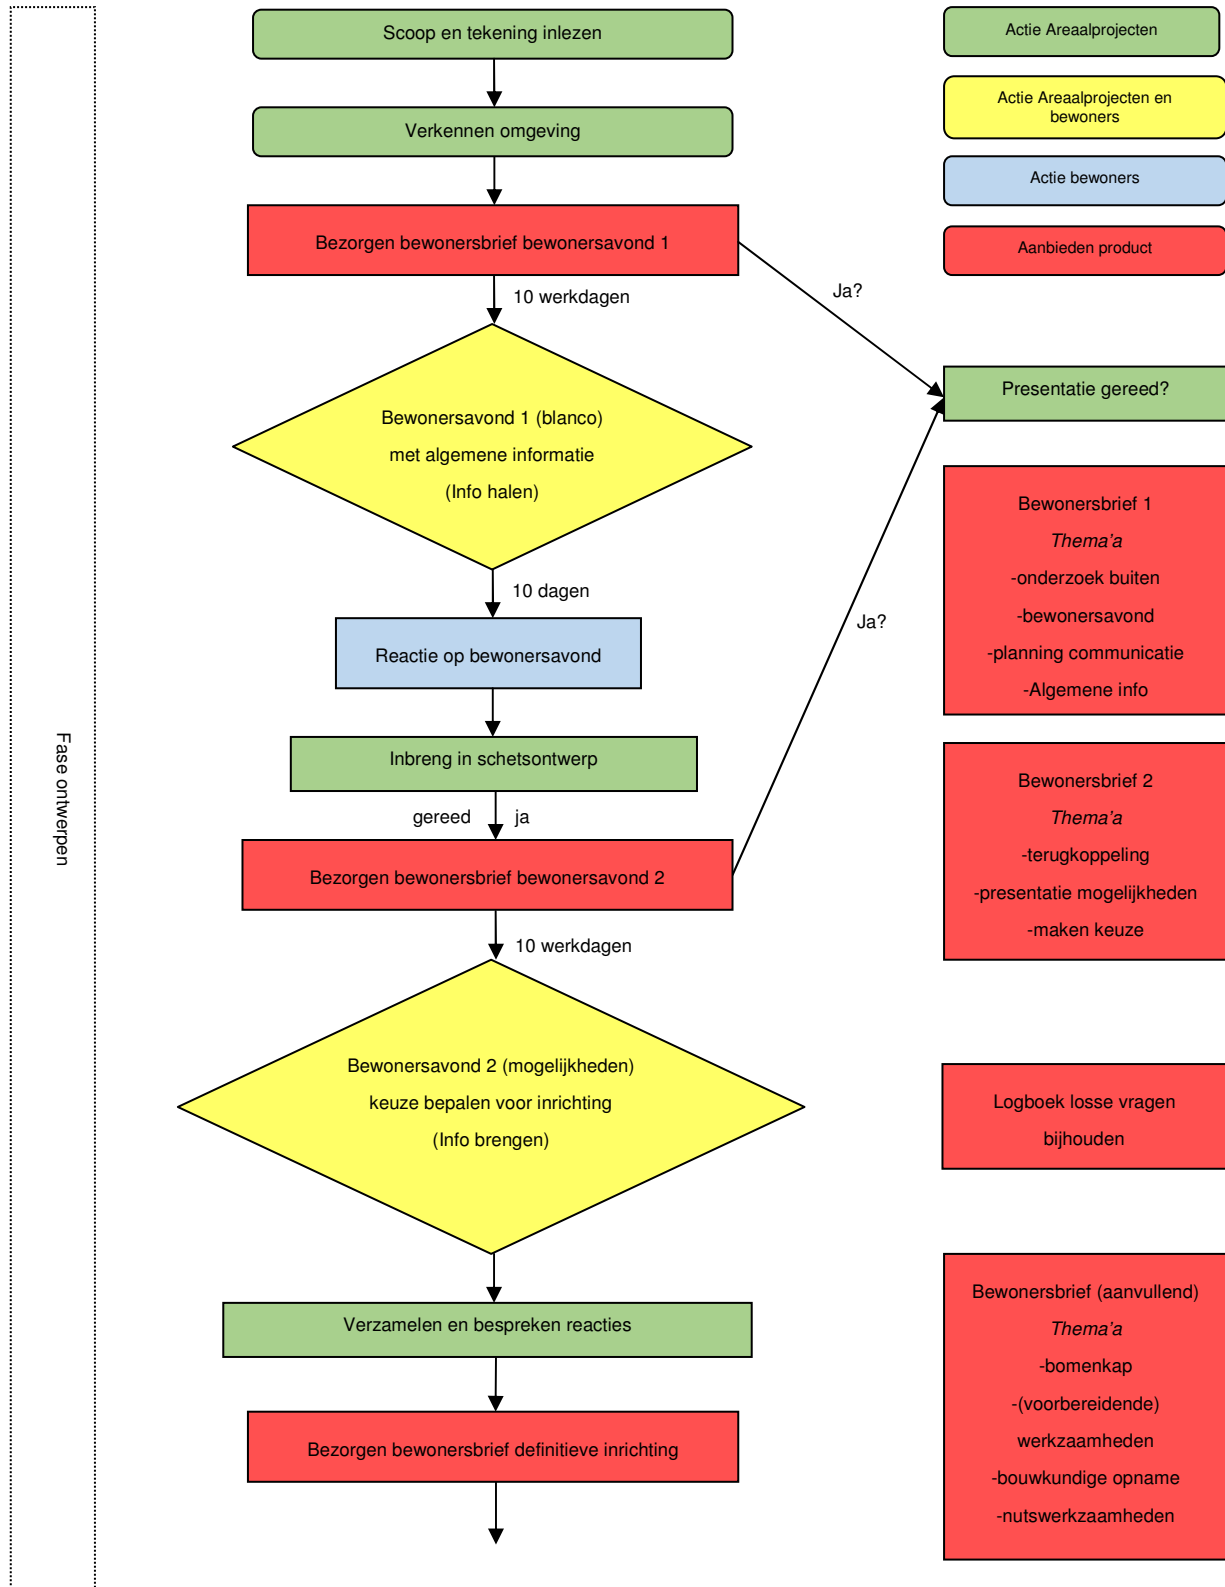 Scoop en tekening inlezen
Verkennen omgeving
Bezorgen bewonersbrief bewonersavond 1
10 werkdagen
Bewonersavond 1 (blanco)
met algemene informatie
(Info halen)
10 dagen
Reactie op bewonersavond
Inbreng in schetsontwerp
gereed
ja
Bezorgen bewonersbrief bewonersavond 2
10 werkdagen
Bewonersavond 2 (mogelijkheden)
keuze bepalen voor inrichting
(Info brengen)
Verzamelen en bespreken reacties
Bezorgen bewonersbrief definitieve inrichting
Fase ontwerpen
Ja?
Ja?
Actie Areaalprojecten
Actie Areaalprojecten en
bewoners
Actie bewoners
Aanbieden product
Presentatie gereed?
Bewonersbrief 1
Thema'a
-onderzoek buiten
-bewonersavond
-planning communicatie
-Algemene info
Bewonersbrief 2
Thema'a
-terugkoppeling
-presentatie mogelijkheden
-maken keuze
Logboek losse vragen
bijhouden
Bewonersbrief (aanvullend)
Thema'a
-bomenkap
-(voorbereidende)
werkzaamheden
-bouwkundige opname
-nutswerkzaamheden